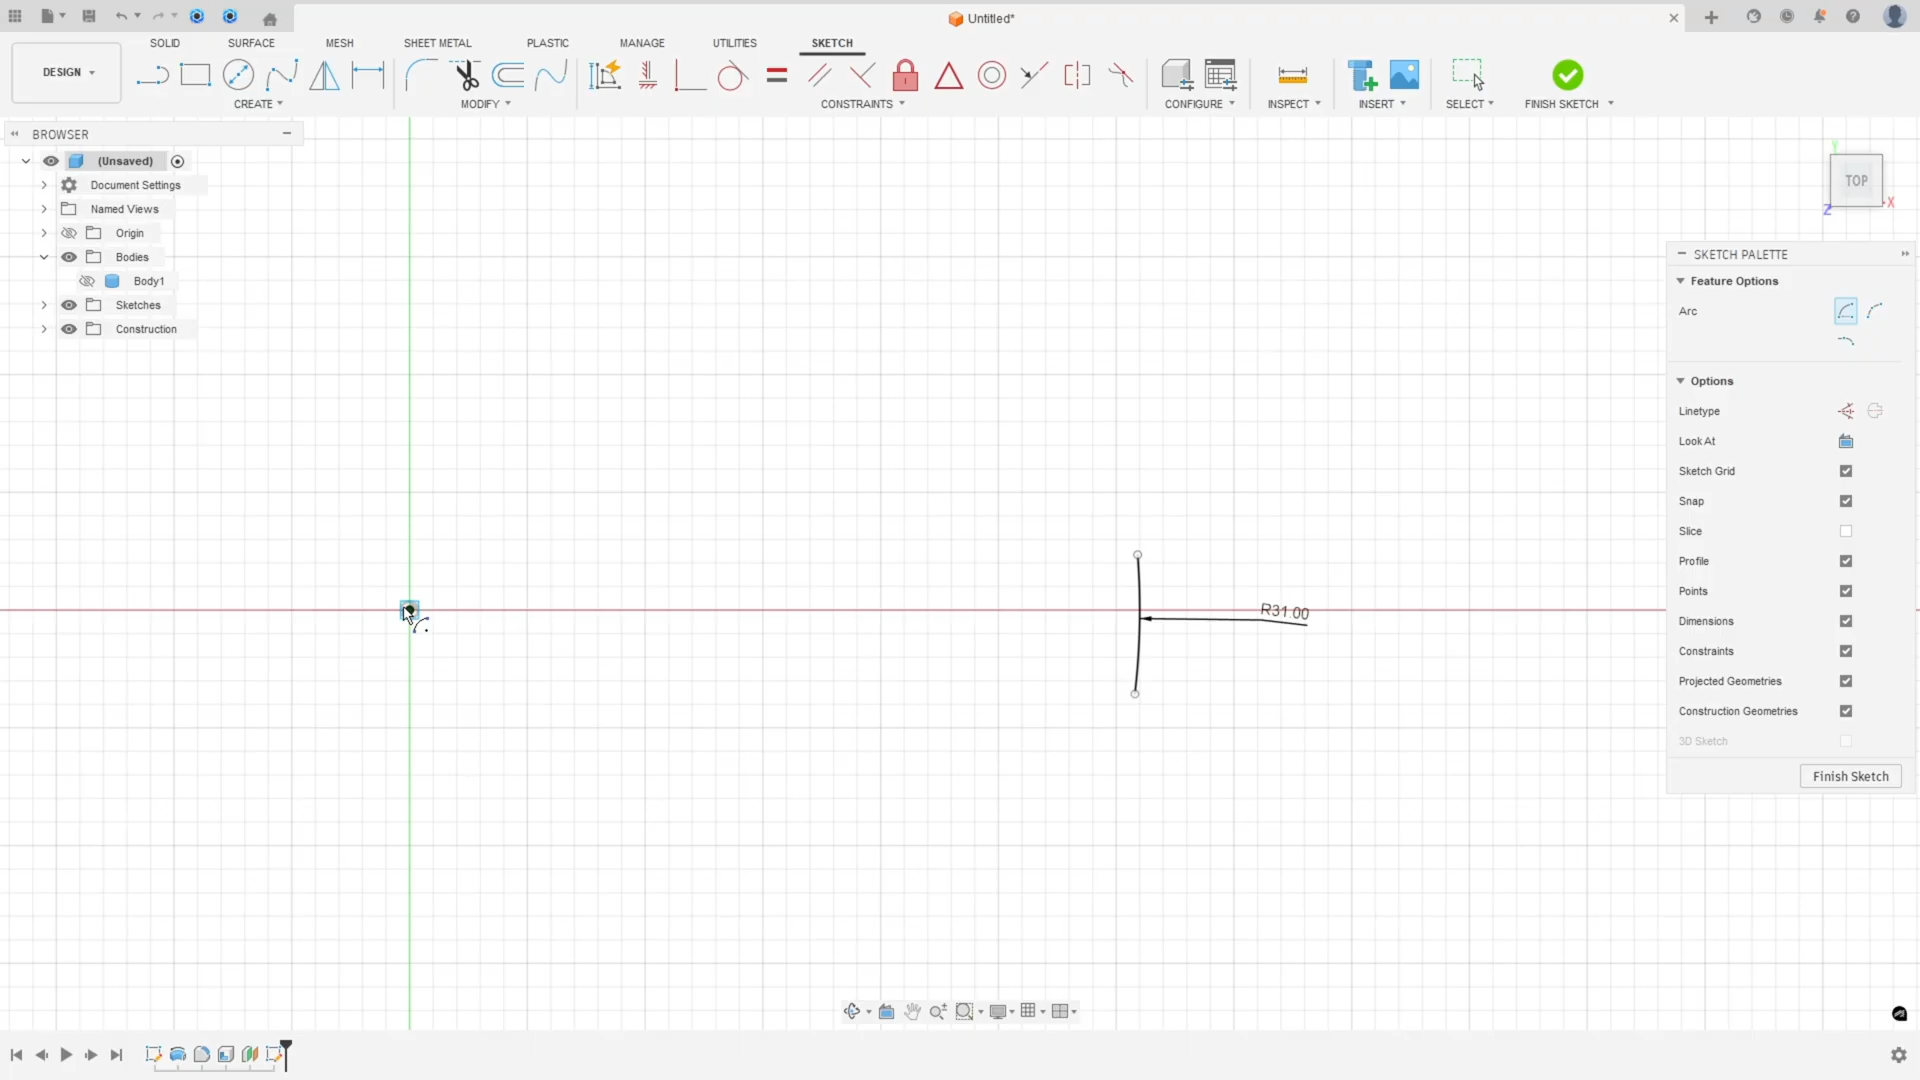 Untitled*
SOLID
SURFACE
MESH
SHEET METAL
PLASTIC
MANAGE
UTILITIES
SKETCH
DESIGN
CREATE
MODIFY
CONSTRAINTS
CONFIGURE
INSPECT
INSERT
SELECT
FINISH SKETCH
BROWSER
(Unsaved)
Document Settings
Named Views
Origin
Bodies
Body1
Sketches
Construction
Y
TOP
X
Z
SKETCH PALETTE
Feature Options
Arc
Options
Linetype
Look At
Sketch Grid
Snap
Slice
Profile
Points
Dimensions
Constraints
Projected Geometries
Construction Geometries
3D Sketch
Finish Sketch
R31.00